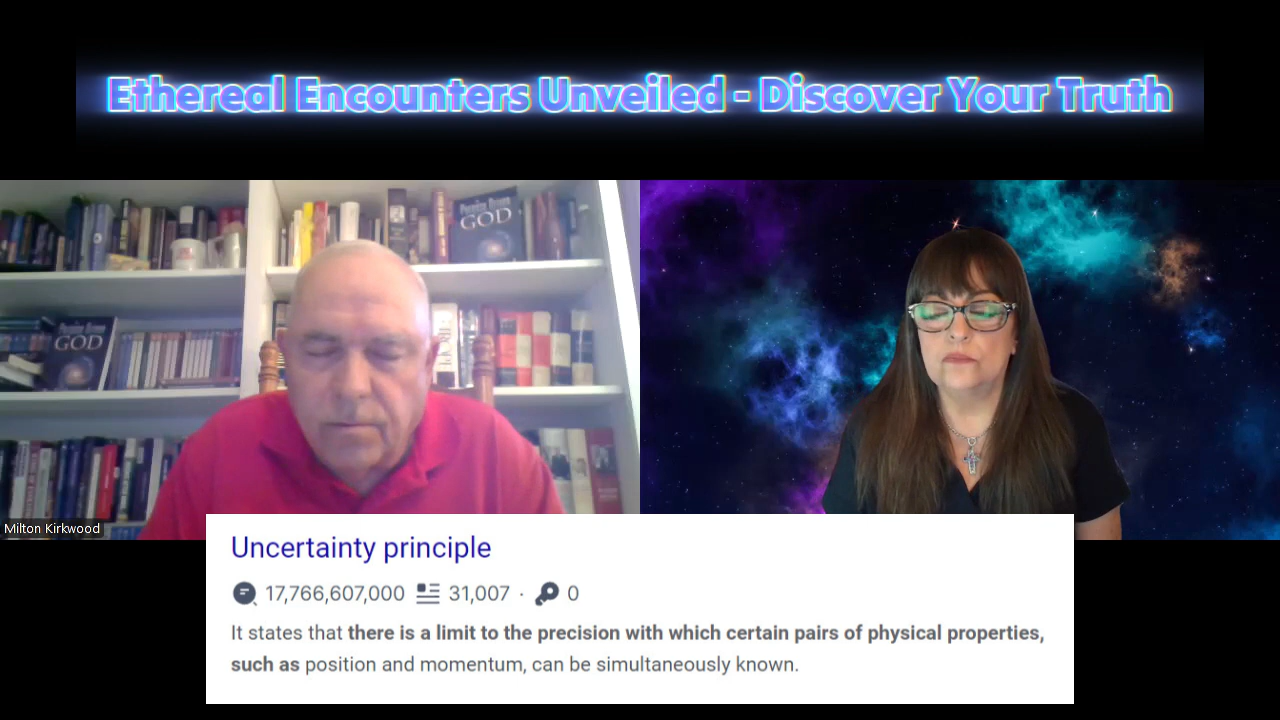 Ethereal Encounters Unveiled - Discover Your Truth
GOD
GOD
Milton Kirkwood
Uncertainty principle
17,766,607,000 31,007 · 0
It states that there is a limit to the precision with which certain pairs of physical properties,
such as position and momentum, can be simultaneously known.